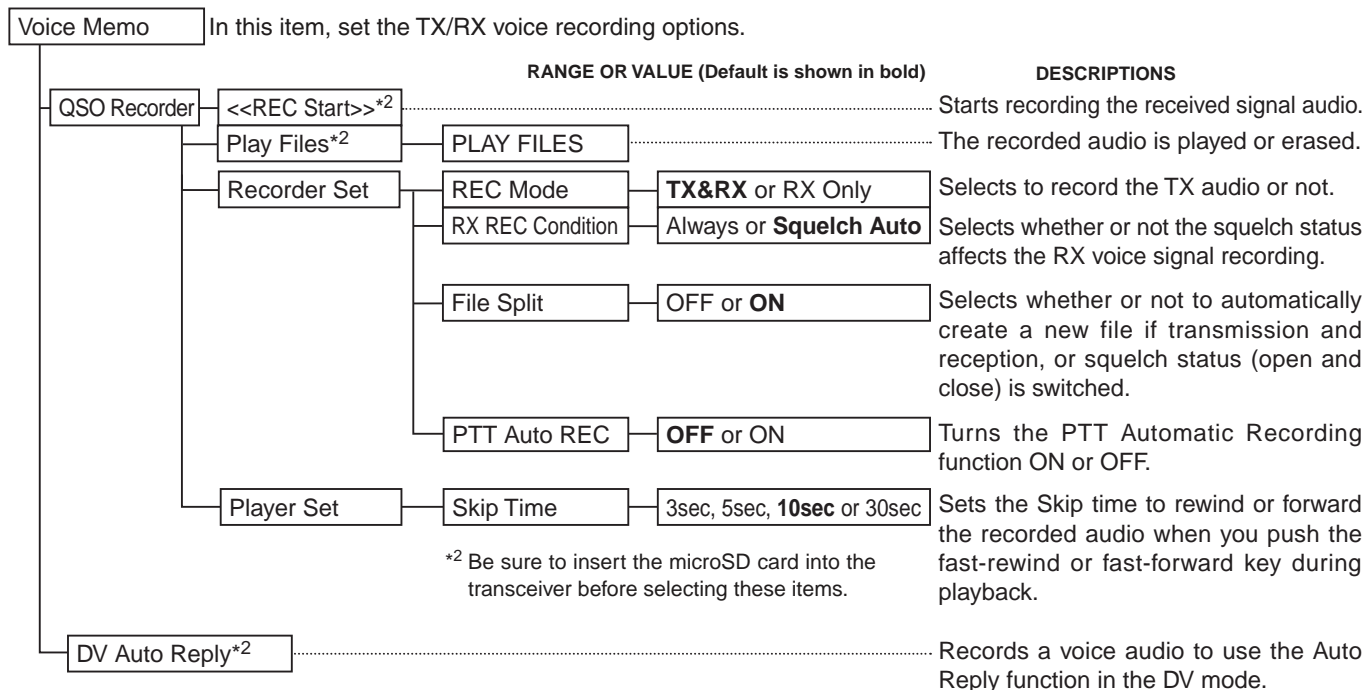 Voice Memo In this item, set the TX/RX voice recording options.
RANGE OR VALUE (Default is shown in bold) DESCRIPTIONS
QSO Recorder <<REC Start>>*2 Starts recording the received signal audio.
Play Files*2 PLAY FILES The recorded audio is played or erased.
Recorder Set REC Mode TX&RX or RX Only Selects to record the TX audio or not.
RX REC Condition Always or Squelch Auto Selects whether or not the squelch status
affects the RX voice signal recording.
File Split OFF or ON Selects whether or not to automatically
create a new file if transmission and
reception, or squelch status (open and
close) is switched.
PTT Auto REC OFF or ON Turns the PTT Automatic Recording
function ON or OFF.
Player Set Skip Time 3sec, 5sec, 10sec or 30sec Sets the Skip time to rewind or forward
the recorded audio when you push the
fast-rewind or fast-forward key during
playback.
*2 Be sure to insert the microSD card into the
transceiver before selecting these items.
DV Auto Reply*2 Records a voice audio to use the Auto
Reply function in the DV mode.